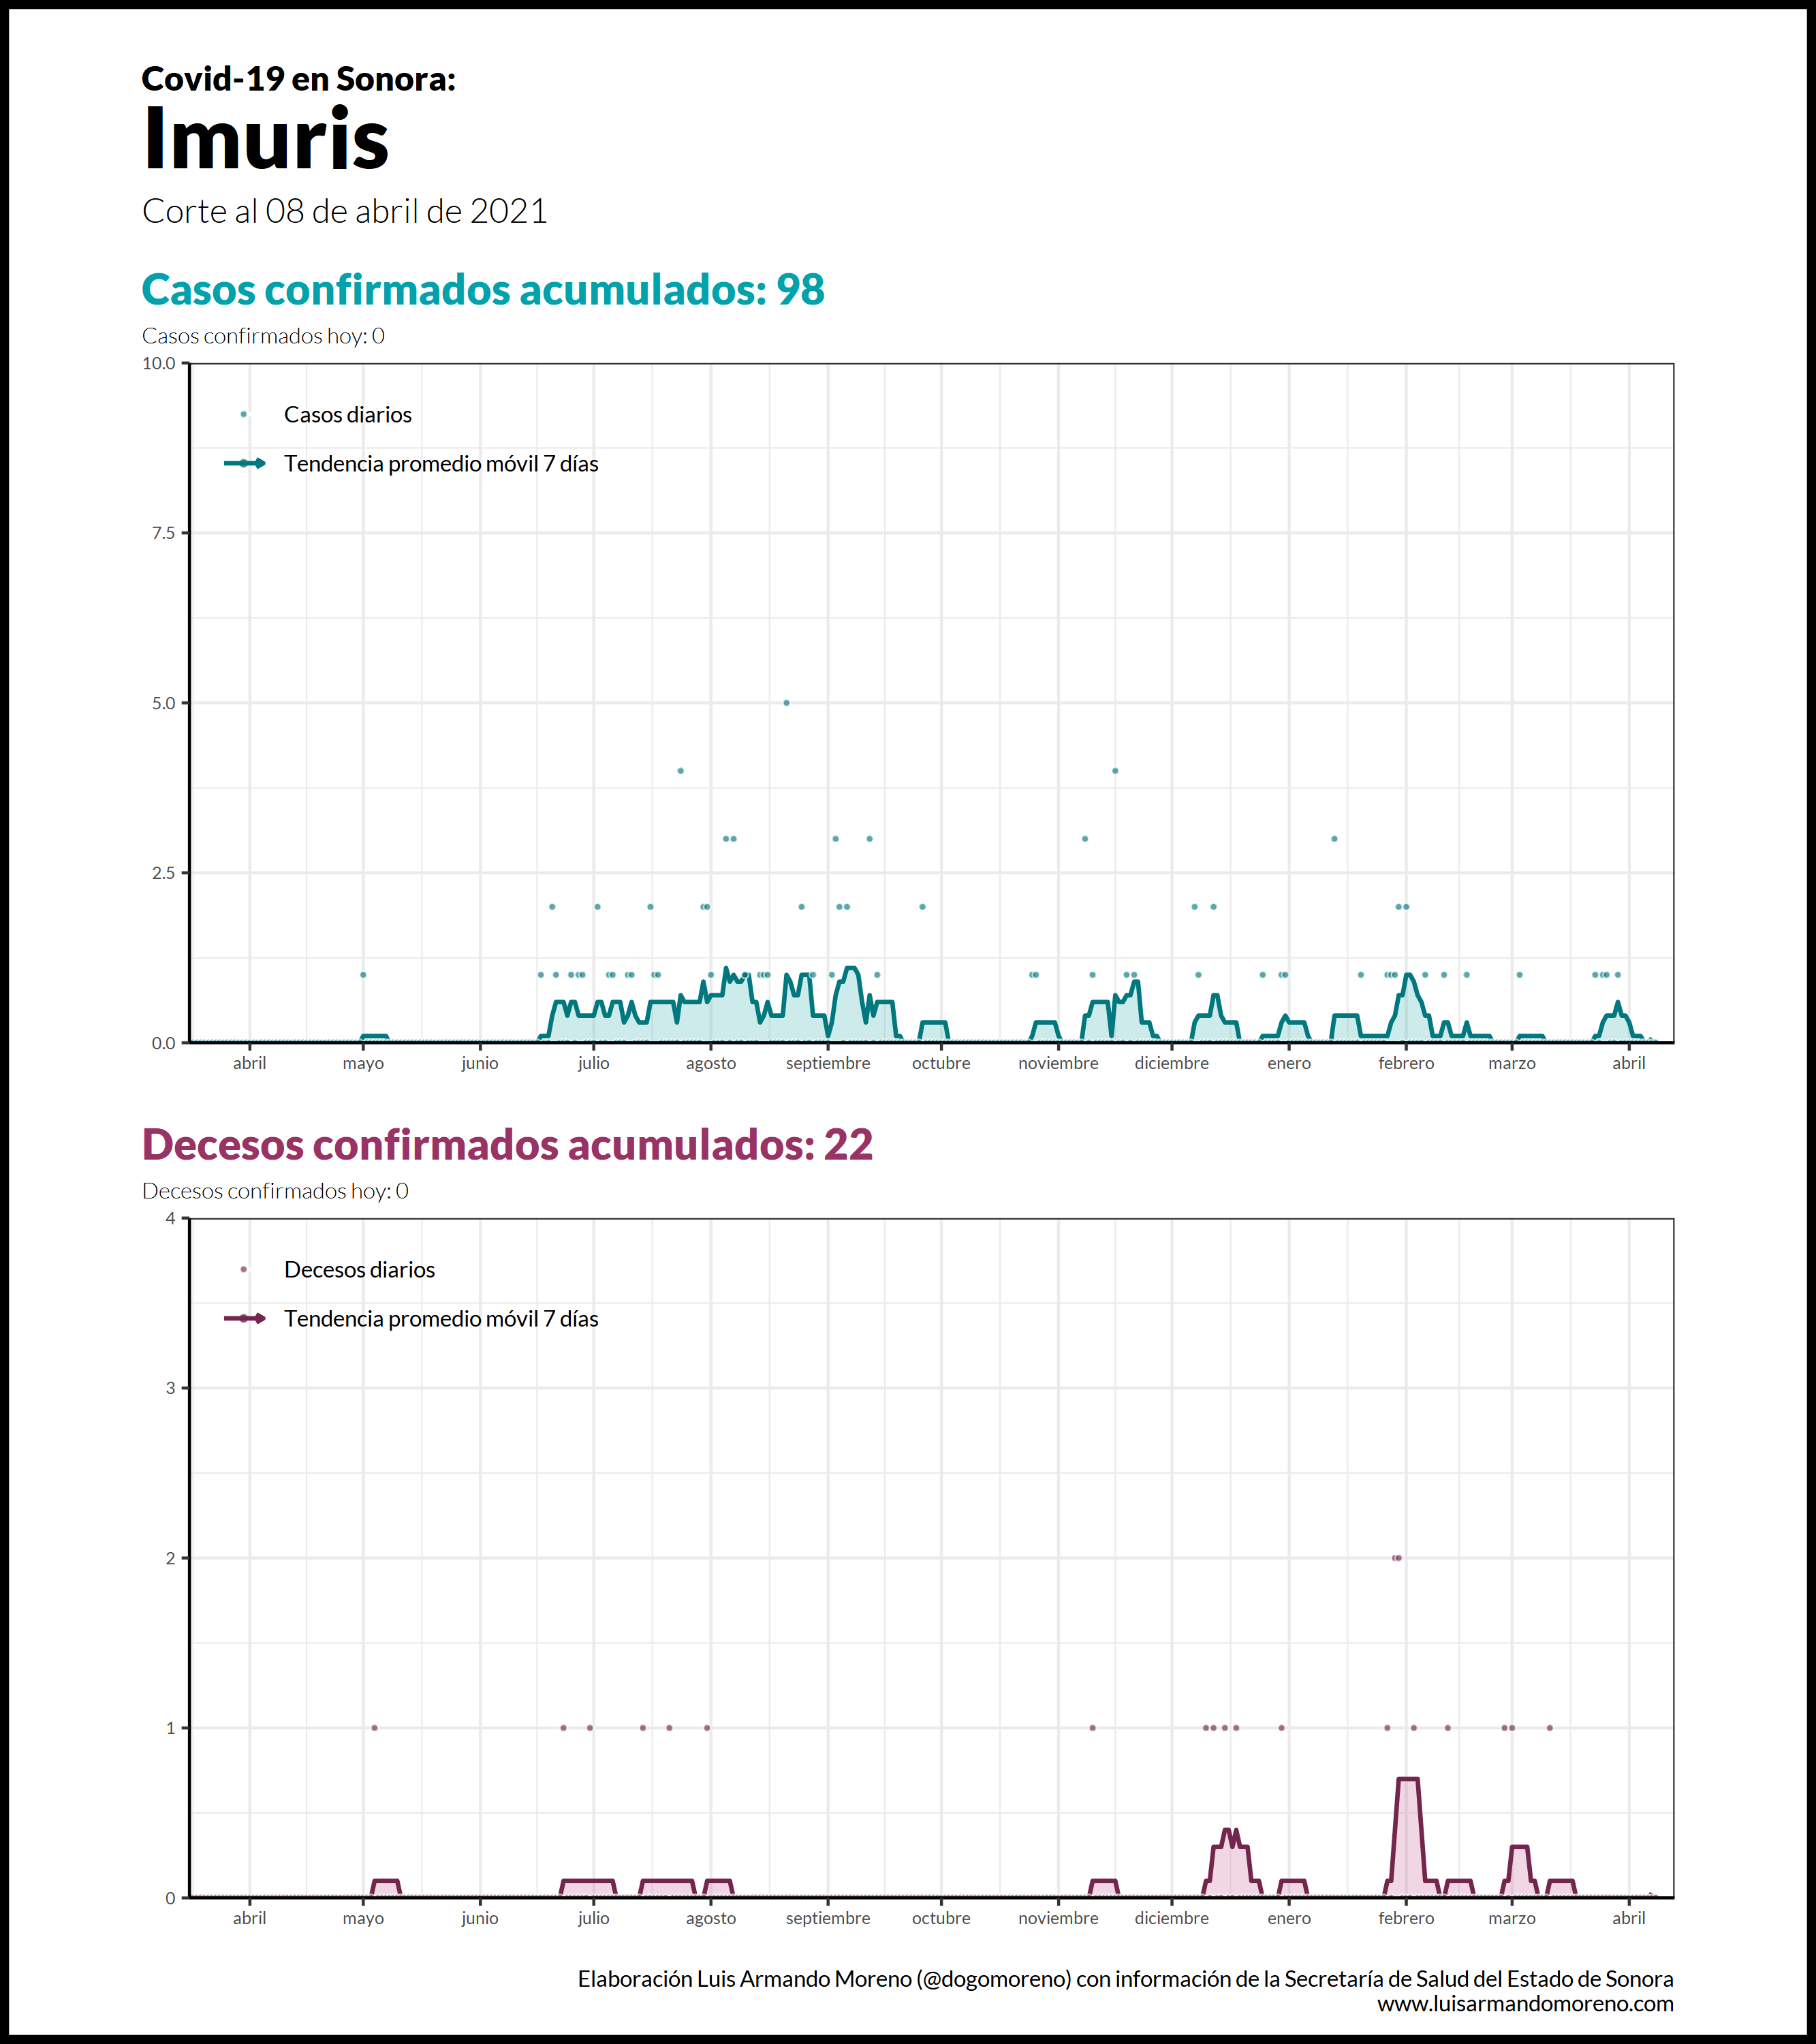 Covid-19 en Sonora:
Imuris
Corte al 08 de abril de 2021
Casos confirmados acumulados: 98
Casos confirmados hoy: 0
10.0
7.5
5.0
2.5
0.0
Casos diarios
Tendencia promedio móvil 7 días
abril mayo junio julio agosto septiembre octubre noviembre diciembre enero febrero marzo abril
Decesos confirmados acumulados: 22
Decesos confirmados hoy: 0
4
3
2
1
0
Decesos diarios
Tendencia promedio móvil 7 días
abril mayo junio julio agosto septiembre octubre noviembre diciembre enero febrero marzo abril
Elaboración Luis Armando Moreno (@dogomoreno) con información de la Secretaría de Salud del Estado de Sonora
www.luisarmandomoreno.com